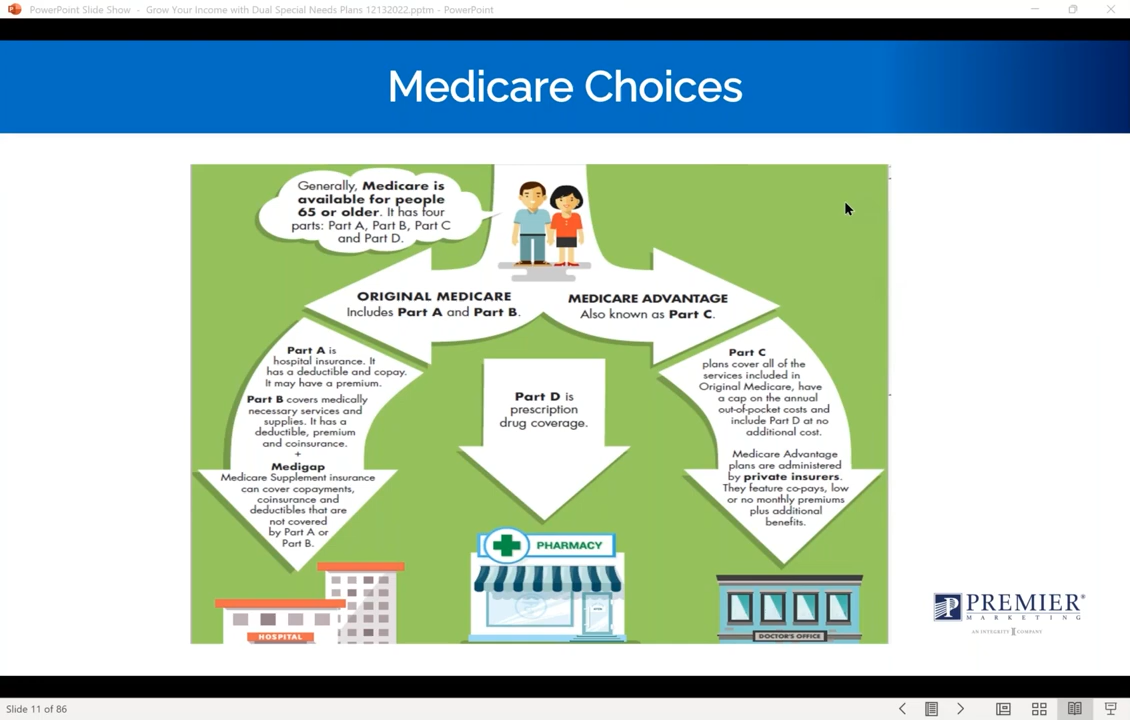 PowerPoint Slide Show - Grow Your Income with Dual Special Needs Plans 12132022.pptm - PowerPoint
Medicare Choices
Generally, Medicare is
available for people
65 or older. It has four
parts: Part A, Part B, Part C
and Part D.
ORIGINAL MEDICARE
Includes Part A and Part B.
MEDICARE ADVANTAGE
Also known as Part C.
Part A is
hospital insurance. It
has a deductible and copay.
It may have a premium.
Part B covers medically
necessary services and
supplies. It has a
deductible, premium
and coinsurance.
+
Medigap
Medicare Supplement insurance
can cover copayments,
coinsurance and
deductibles that are
not covered
by Part A or
Part B.
Part D is
prescription
drug coverage.
Part C
plans cover all of the
services included in
Original Medicare, have
a cap on the annual
out-of-pocket costs and
include Part D at no
additional cost.
Medicare Advantage
plans are administered
by private insurers.
They feature co-pays, low
or no monthly premiums
plus additional
benefits.
HOSPITAL
PHARMACY
DOCTOR'S OFFICE
PREMIER®
MARKETING
AN INTEGRITY COMPANY
Slide 11 of 86